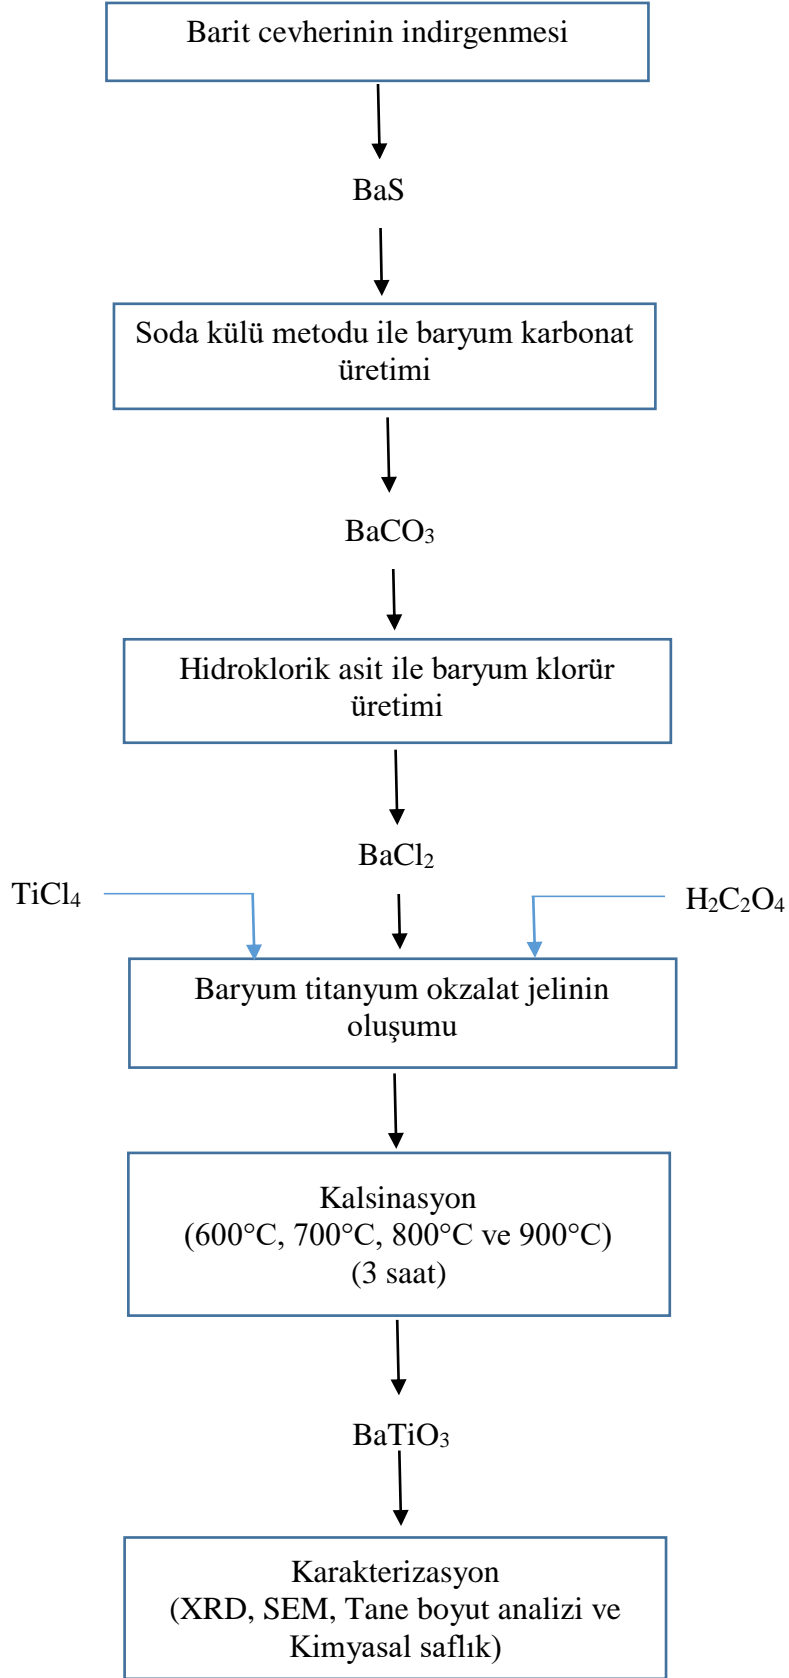 Barit cevherinin indirgenmesi
BaS
Soda külü metodu ile baryum karbonat
üretimi
BaCO₃
Hidroklorik asit ile baryum klorür
üretimi
BaCl₂
TiCl₄
H₂C₂O₄
Baryum titanyum okzalat jelinin
oluşumu
Kalsinasyon
(600°C, 700°C, 800°C ve 900°C)
(3 saat)
BaTiO₃
Karakterizasyon
(XRD, SEM, Tane boyut analizi ve
Kimyasal saflık)